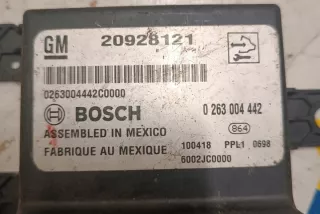 GM 20928121
0263004442C0000
BOSCH 0 263 004 442
ASSEMBLED IN MEXICO 864
FABRIQUE AU MEXIQUE 100418 PPL1 0698
6002JC0000